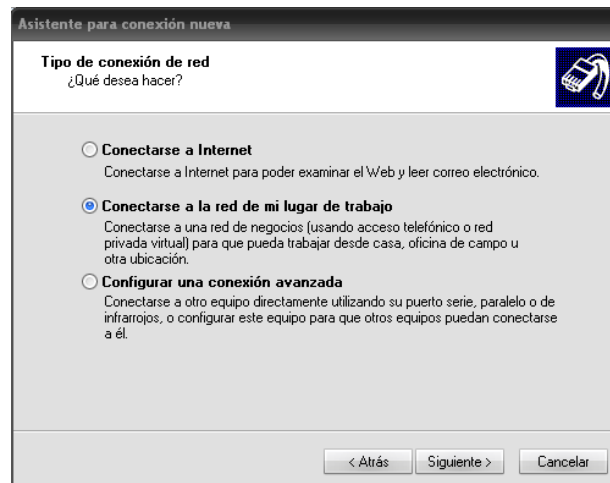 Asistente para conexión nueva
Tipo de conexión de red
¿Qué desea hacer?
Conectarse a Internet
Conectarse a Internet para poder examinar el Web y leer correo electrónico.
Conectarse a la red de mi lugar de trabajo
Conectarse a una red de negocios (usando acceso telefónico o red
privada virtual) para que pueda trabajar desde casa, oficina de campo u
otra ubicación.
Configurar una conexión avanzada
Conectarse a otro equipo directamente utilizando su puerto serie, paralelo o de
infrarrojos, o configurar este equipo para que otros equipos puedan conectarse
a él.
< Atrás Siguiente > Cancelar